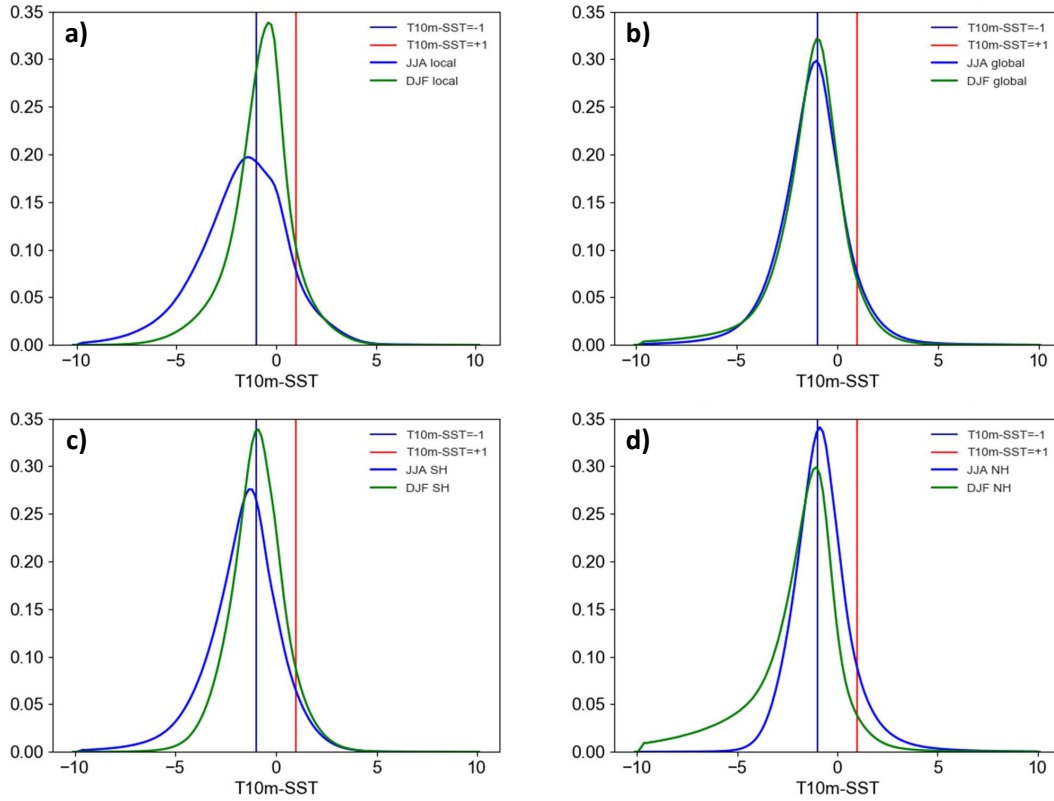 a)
T10m-SST=-1
T10m-SST=+1
JJA local
DJF local
0.35
0.30
0.25
0.20
0.15
0.10
0.05
0.00
−10 −5 0 5 10
T10m-SST
b)
T10m-SST=-1
T10m-SST=+1
JJA global
DJF global
0.35
0.30
0.25
0.20
0.15
0.10
0.05
0.00
−10 −5 0 5 10
T10m-SST
c)
T10m-SST=-1
T10m-SST=+1
JJA SH
DJF SH
0.35
0.30
0.25
0.20
0.15
0.10
0.05
0.00
−10 −5 0 5 10
T10m-SST
d)
T10m-SST=-1
T10m-SST=+1
JJA NH
DJF NH
0.35
0.30
0.25
0.20
0.15
0.10
0.05
0.00
−10 −5 0 5 10
T10m-SST